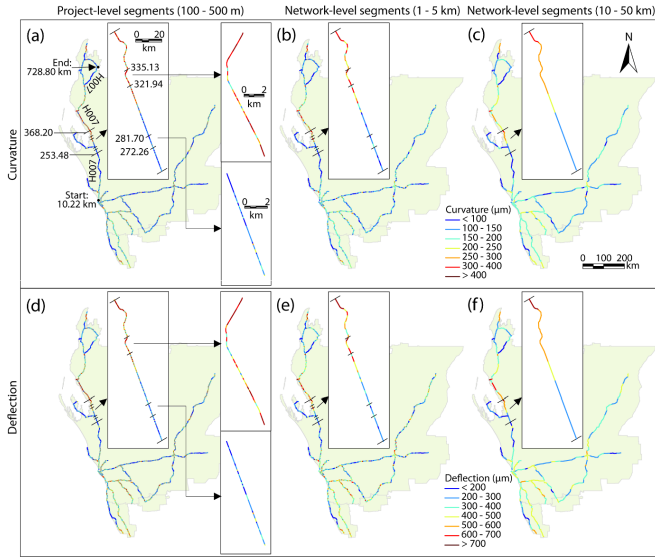 Project-level segments (100 - 500 m)
Network-level segments (1 - 5 km)
Network-level segments (10 - 50 km)
Curvature
(a)
0 20
km
End:
728.80 km
H007
335.13
321.94
H007
368.20
253.48
281.70
272.26
H007
Start:
10.22 km
0 2
km
0 2
km
(b)
(c)
N
Curvature (µm)
< 100
100 - 150
150 - 200
200 - 250
250 - 300
300 - 400
> 400
0 100 200
km
Deflection
(d)
(e)
(f)
Deflection (µm)
< 200
200 - 300
300 - 400
400 - 500
500 - 600
600 - 700
> 700